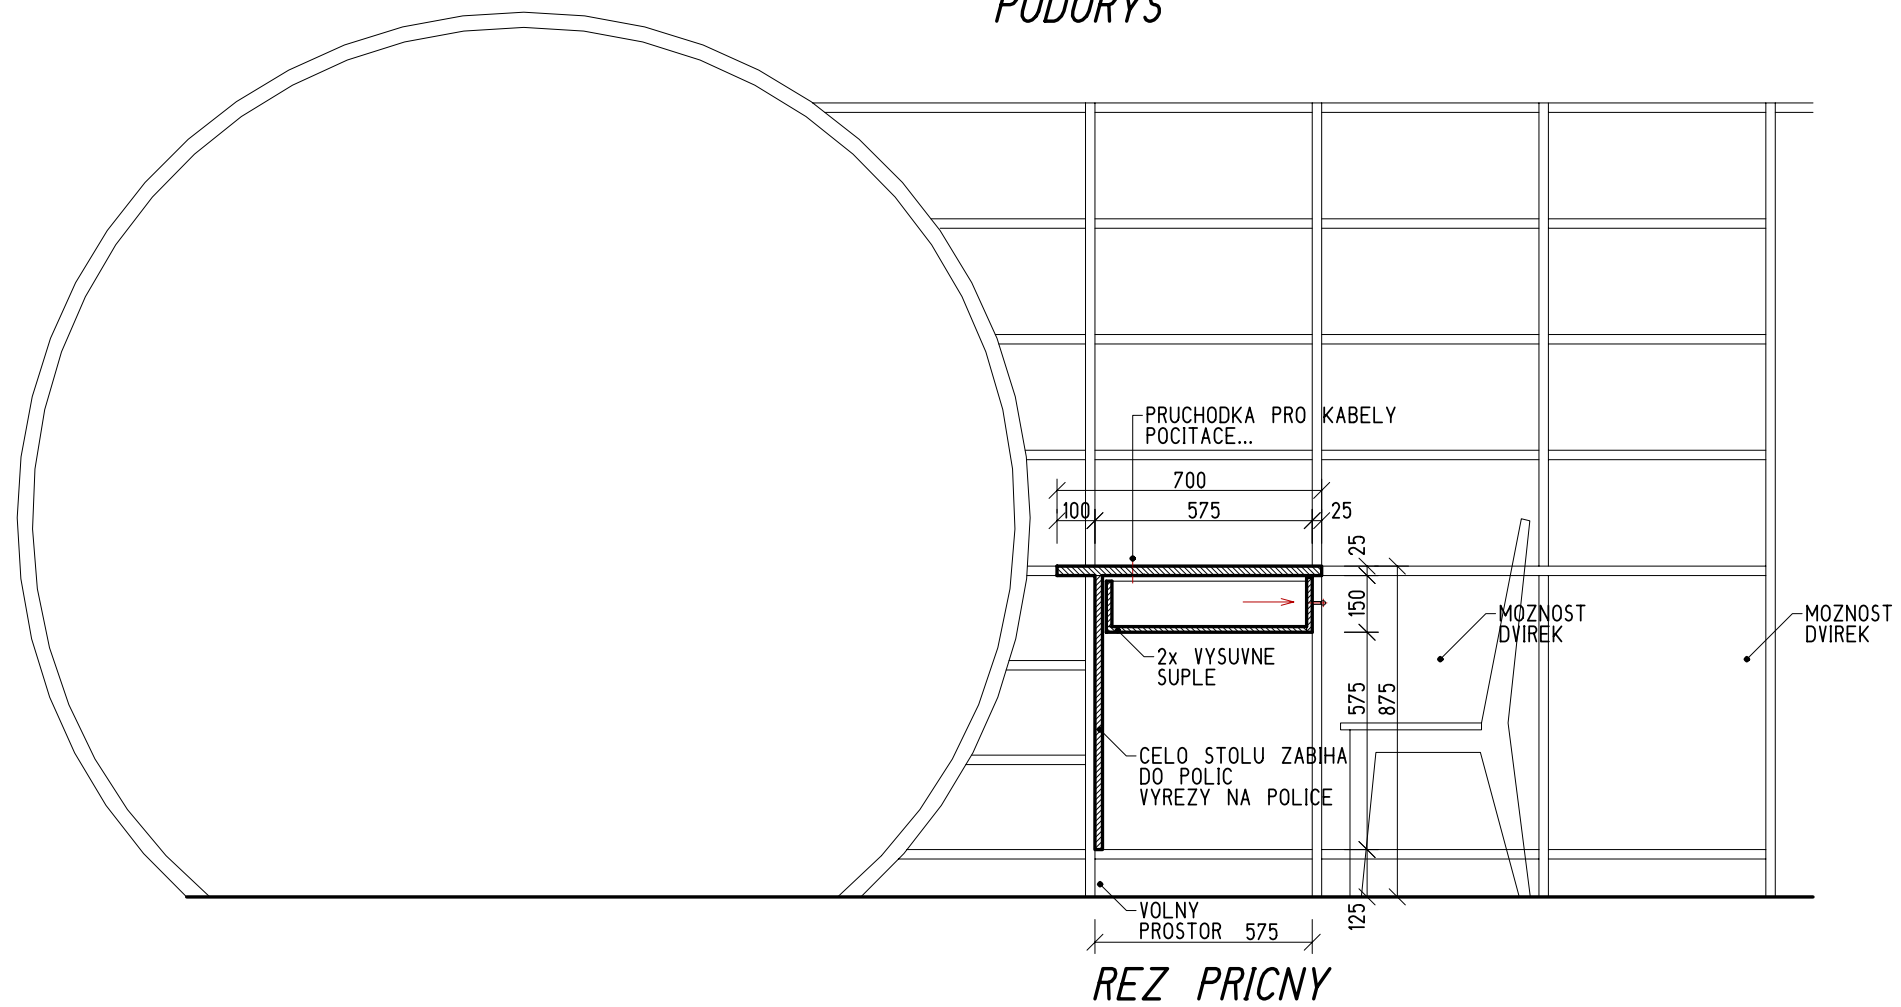 PUDORYS
PRUCHODKA PRO KABELY
POCITACE...
700
100
575
25
25
150
MOZNOST
DVIREK
MOZNOST
DVIREK
2x VYSUVNE
SUPLE
575
875
CELO STOLU ZABIHA
DO POLIC
VYREZY NA POLICE
VOLNY
PROSTOR 575
125
REZ PRICNY